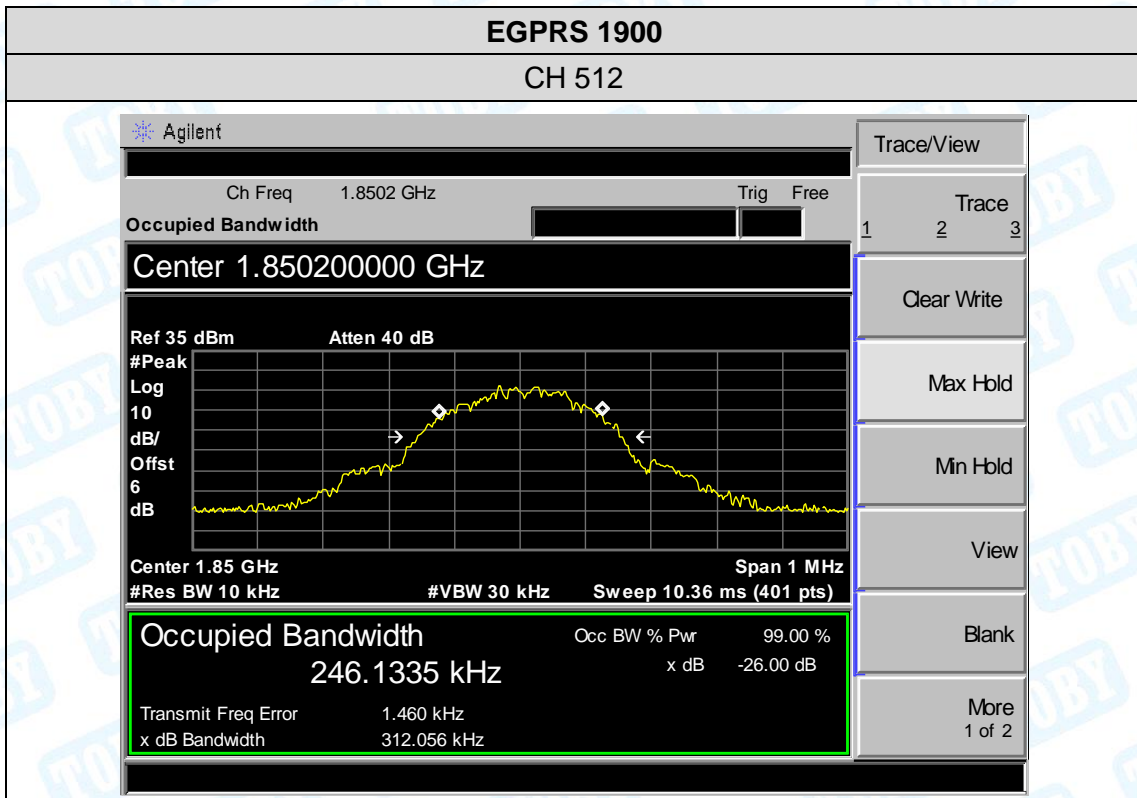 EGPRS 1900
CH 512
Agilent
Trace/View
Ch Freq 1.8502 GHz Trig Free
Occupied Bandwidth
Trace
1 2 3
Center 1.850200000 GHz
Clear Write
Ref 35 dBm Atten 40 dB
#Peak
Log
10
dB/
Offst
6
dB
Max Hold
Min Hold
View
Center 1.85 GHz Span 1 MHz
#Res BW 10 kHz #VBW 30 kHz Sweep 10.36 ms (401 pts)
Occupied Bandwidth Occ BW % Pwr 99.00 %
246.1335 kHz x dB -26.00 dB
Blank
Transmit Freq Error 1.460 kHz
x dB Bandwidth 312.056 kHz
More
1 of 2
TOBY